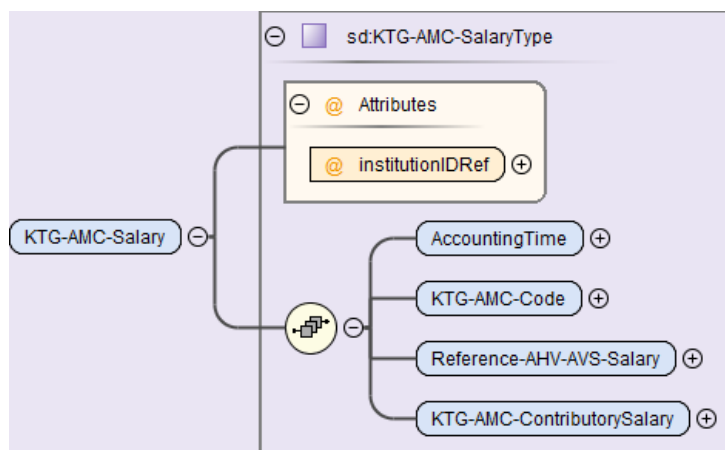 sd:KTG-AMC-SalaryType
@ Attributes
@ institutionIDRef
KTG-AMC-Salary
AccountingTime
KTG-AMC-Code
Reference-AHV-AVS-Salary
KTG-AMC-ContributorySalary